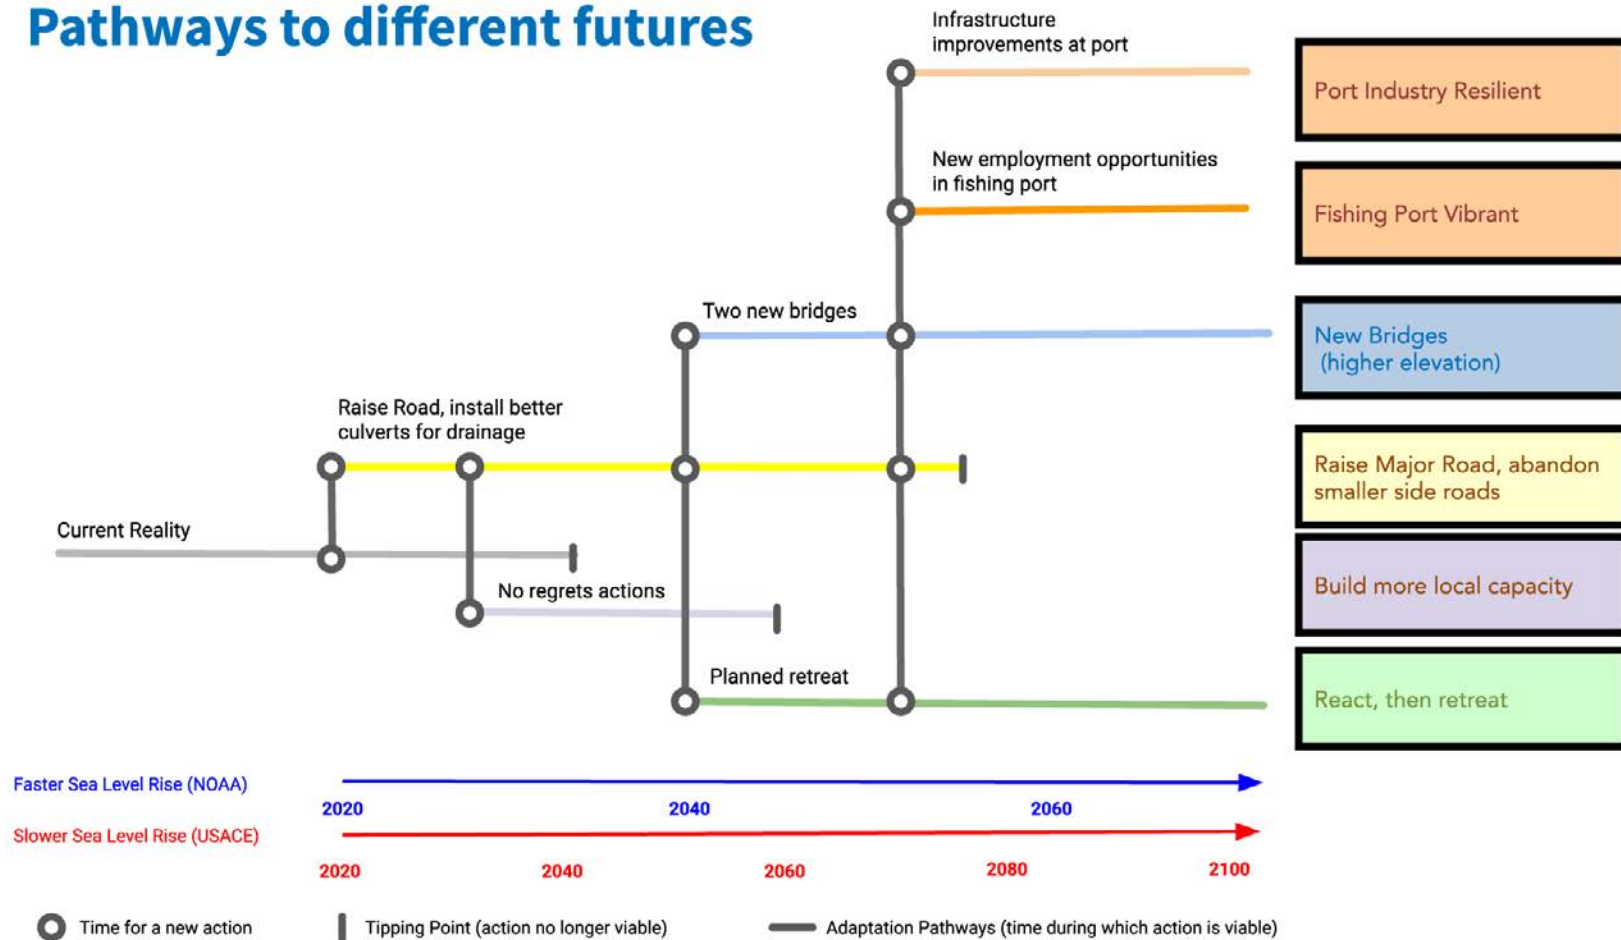 Pathways to different futures
Infrastructure
improvements at port
Port Industry Resilient
New employment opportunities
in fishing port
Fishing Port Vibrant
Two new bridges
New Bridges
(higher elevation)
Raise Road, install better
culverts for drainage
Raise Major Road, abandon
smaller side roads
Current Reality
No regrets actions
Build more local capacity
Planned retreat
React, then retreat
Faster Sea Level Rise (NOAA)
2020 2040 2060
Slower Sea Level Rise (USACE)
2020 2040 2060 2080 2100
Time for a new action
Tipping Point (action no longer viable)
Adaptation Pathways (time during which action is viable)